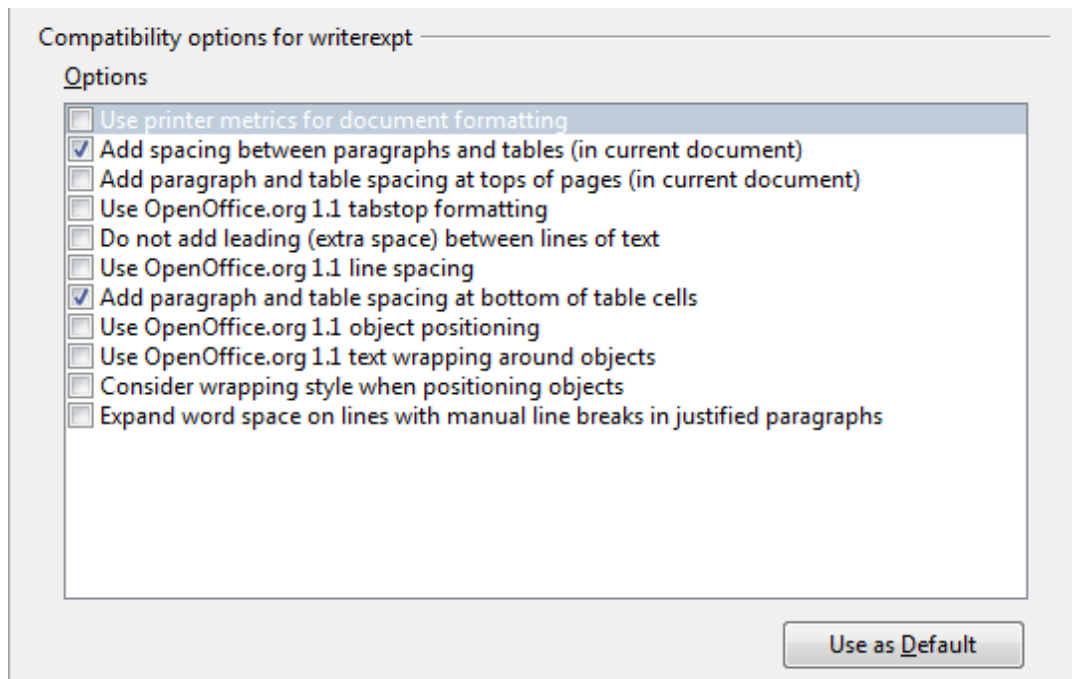 Compatibility options for writerexpt
Options
Use printer metrics for document formatting
Add spacing between paragraphs and tables (in current document)
Add paragraph and table spacing at tops of pages (in current document)
Use OpenOffice.org 1.1 tabstop formatting
Do not add leading (extra space) between lines of text
Use OpenOffice.org 1.1 line spacing
Add paragraph and table spacing at bottom of table cells
Use OpenOffice.org 1.1 object positioning
Use OpenOffice.org 1.1 text wrapping around objects
Consider wrapping style when positioning objects
Expand word space on lines with manual line breaks in justified paragraphs
Use as Default